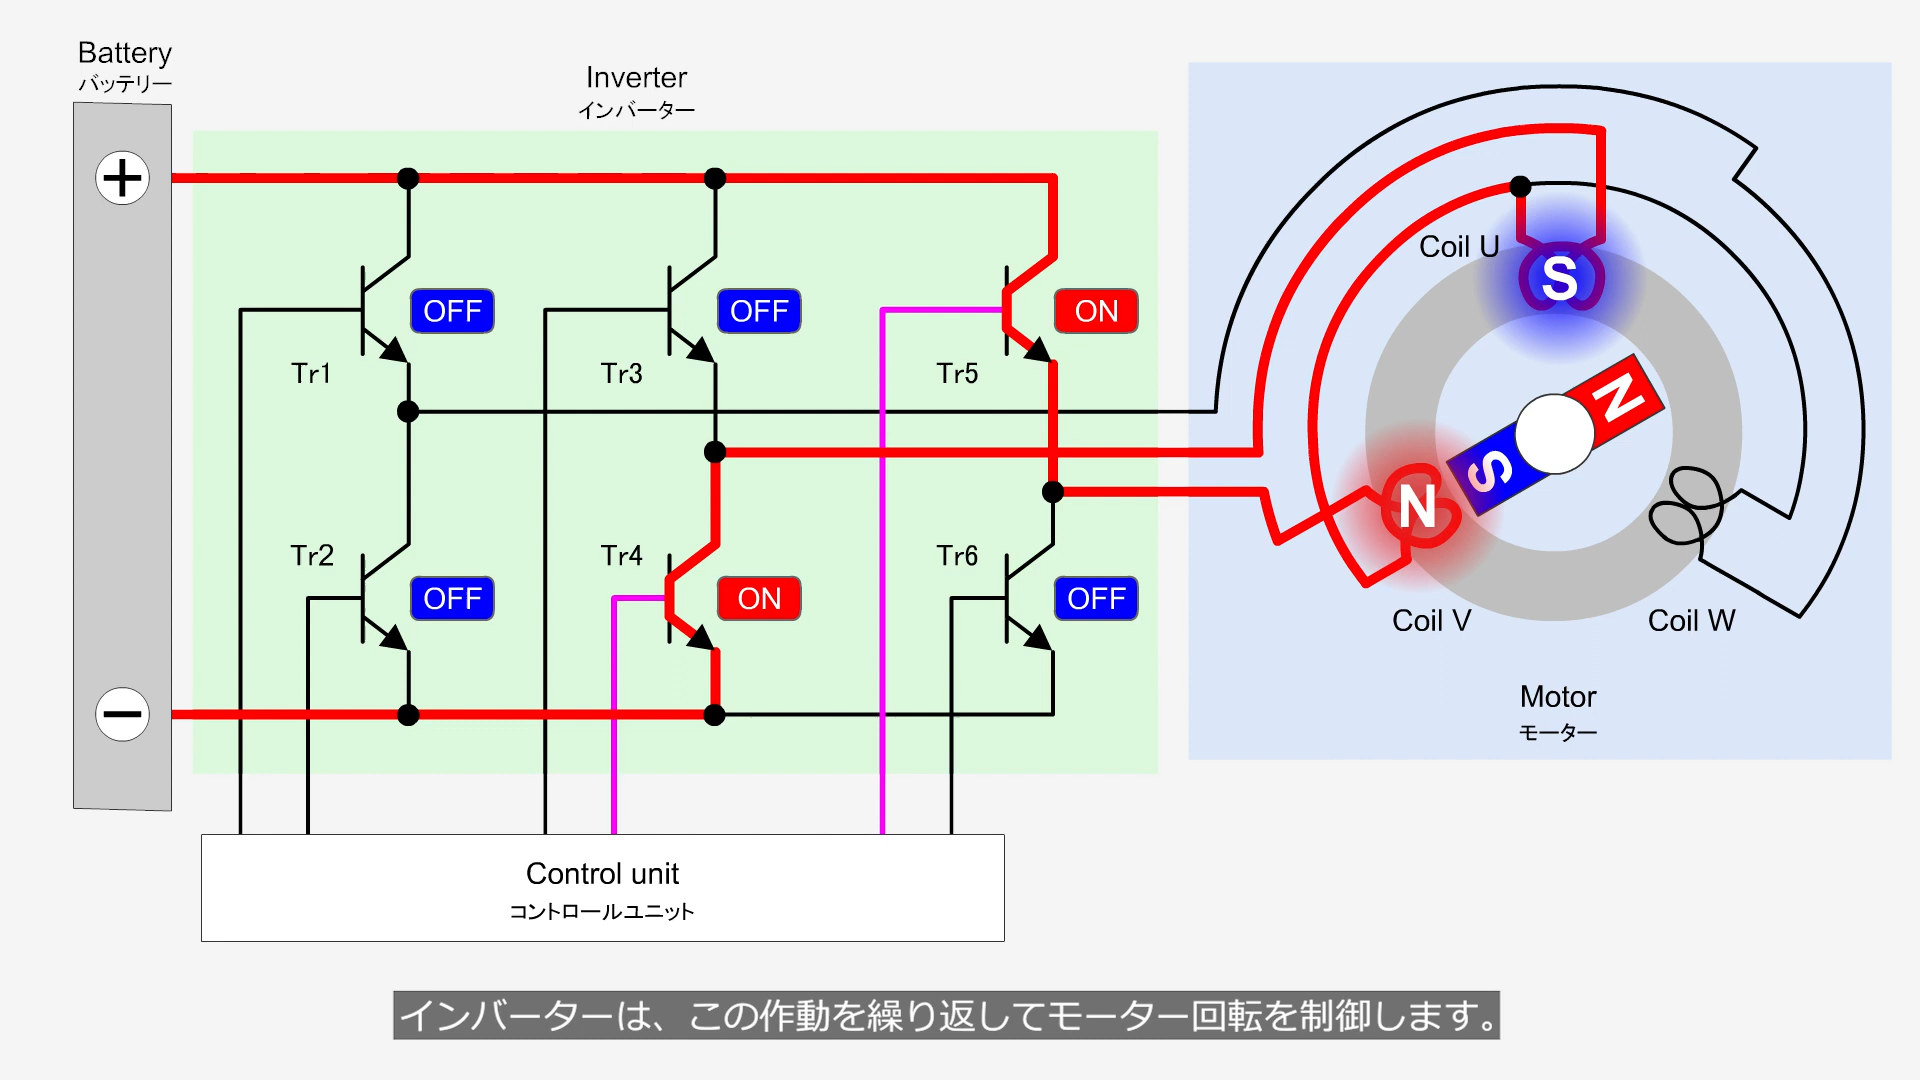 Battery
バッテリー
Inverter
インバーター
+
−
OFF
OFF
ON
Tr1
Tr3
Tr5
Tr2
Tr4
Tr6
OFF
ON
OFF
Coil U
S
N
S
N
Coil V
Coil W
Motor
モーター
Control unit
コントロールユニット
インバーターは、この作動を繰り返してモーター回転を制御します。